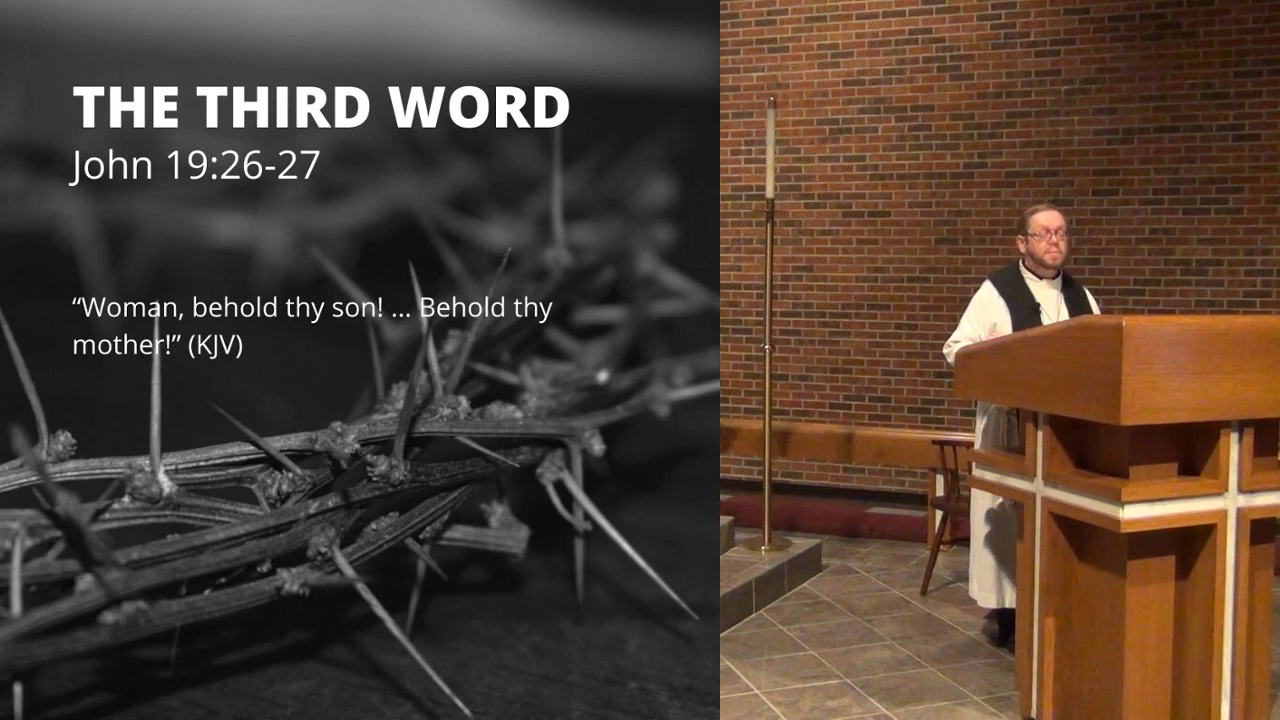 THE THIRD WORD
John 19:26-27
“Woman, behold thy son! ... Behold thy
mother!” (KJV)